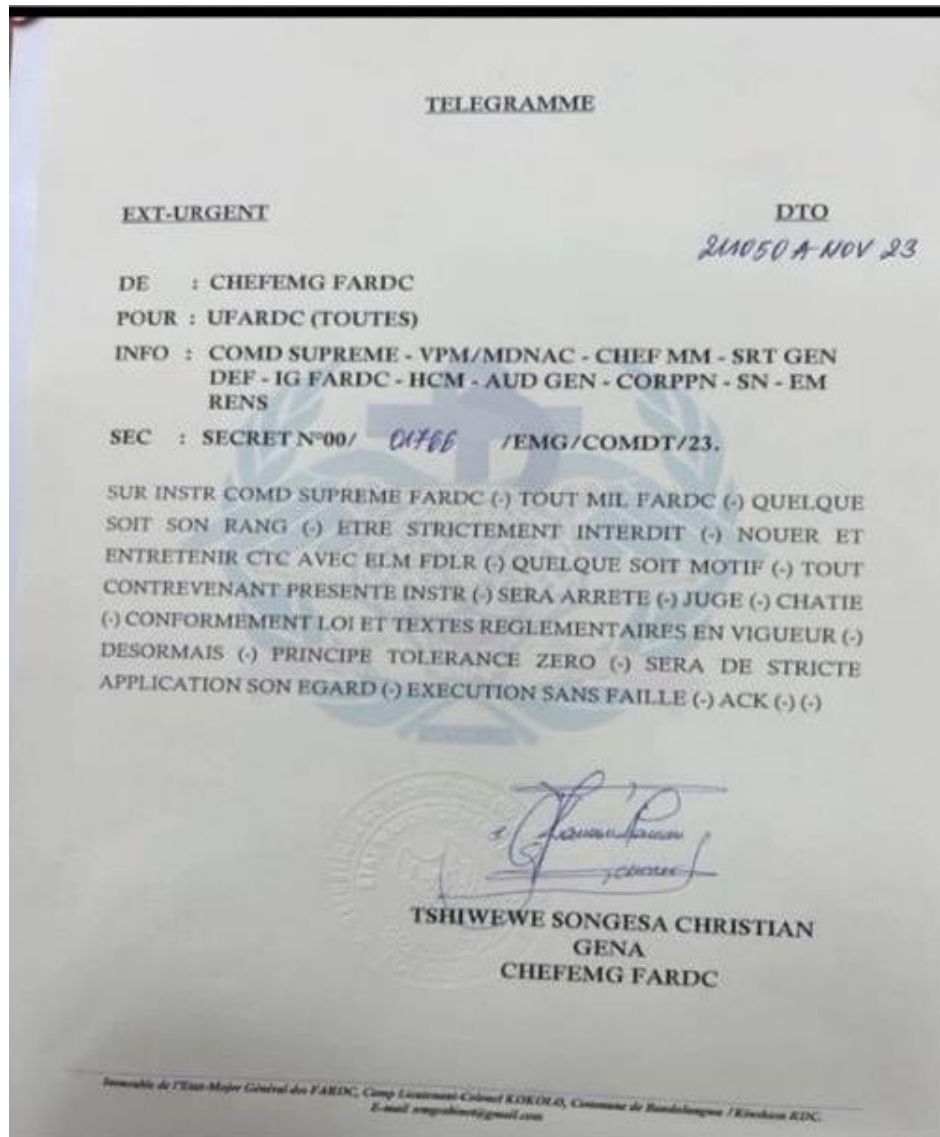 TELEGRAMME
EXT-URGENT
DTO
211050 A NOV 23
DE : CHEFEMG FARDC
POUR : UFARDC (TOUTES)
INFO : COMD SUPREME - VPM/MDNAC - CHEF MM - SRT GEN
DEF - IG FARDC - HCM - AUD GEN - CORPPN - SN - EM
RENS
SEC : SECRET N°00/ 01766 /EMG/COMDT/23.
SUR INSTR COMD SUPREME FARDC (-) TOUT MIL FARDC (-) QUELQUE
SOIT SON RANG (-) ETRE STRICTEMENT INTERDIT (-) NOUER ET
ENTRETENIR CTC AVEC ELM FDLR (-) QUELQUE SOIT MOTIF (-) TOUT
CONTREVENANT PRESENTE INSTR (-) SERA ARRETE (-) JUGE (-) CHATIE
(-) CONFORMEMENT LOI ET TEXTES REGLEMENTAIRES EN VIGUEUR (-)
DESORMAIS (-) PRINCIPE TOLERANCE ZERO (-) SERA DE STRICTE
APPLICATION SON EGARD (-) EXECUTION SANS FAILLE (-) ACK (-) (-)
TSHIWEWE SONGESA CHRISTIAN
GENA
CHEFEMG FARDC
Immeuble de l'Etat-Major Général des FARDC, Camp Lieutenant-Colonel KOKOLO, Commune de Bandalungwa / Kinshasa RDC.
E-mail